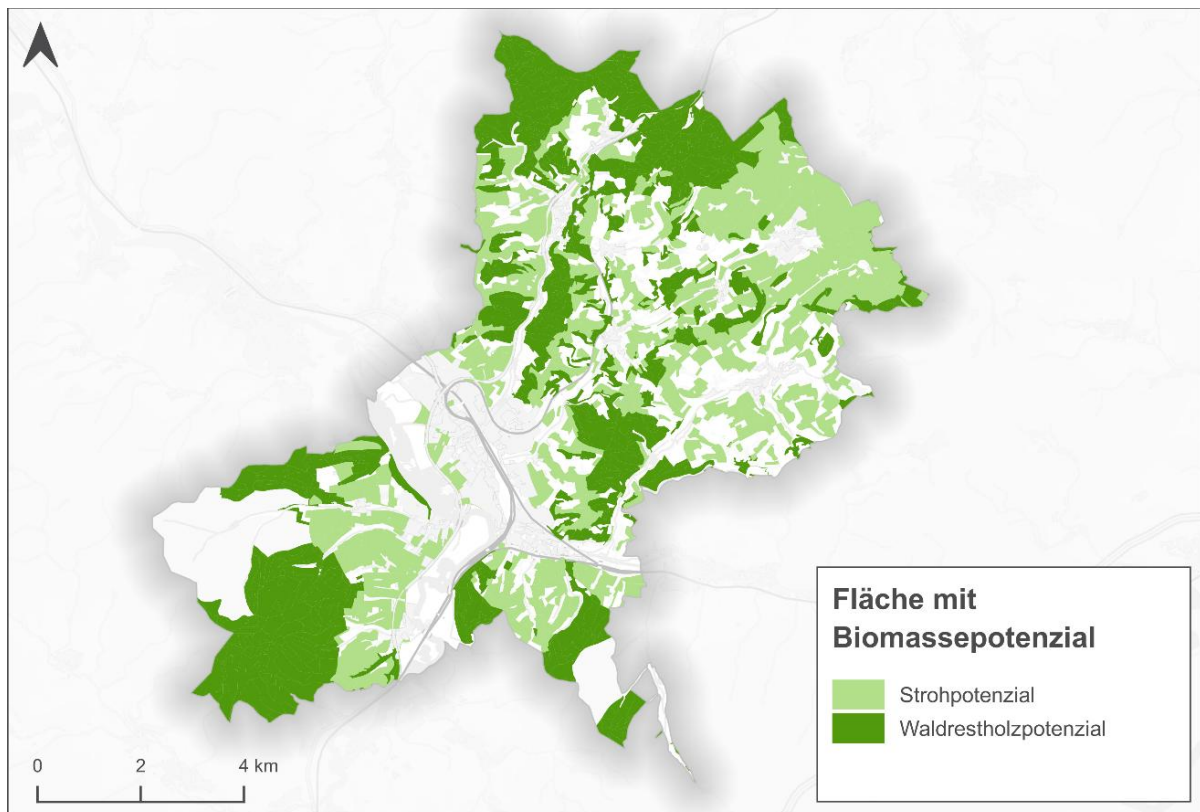 Fläche mit
Biomassepotenzial
Strohpotenzial
Waldrestholzpotenzial
0 2 4 km